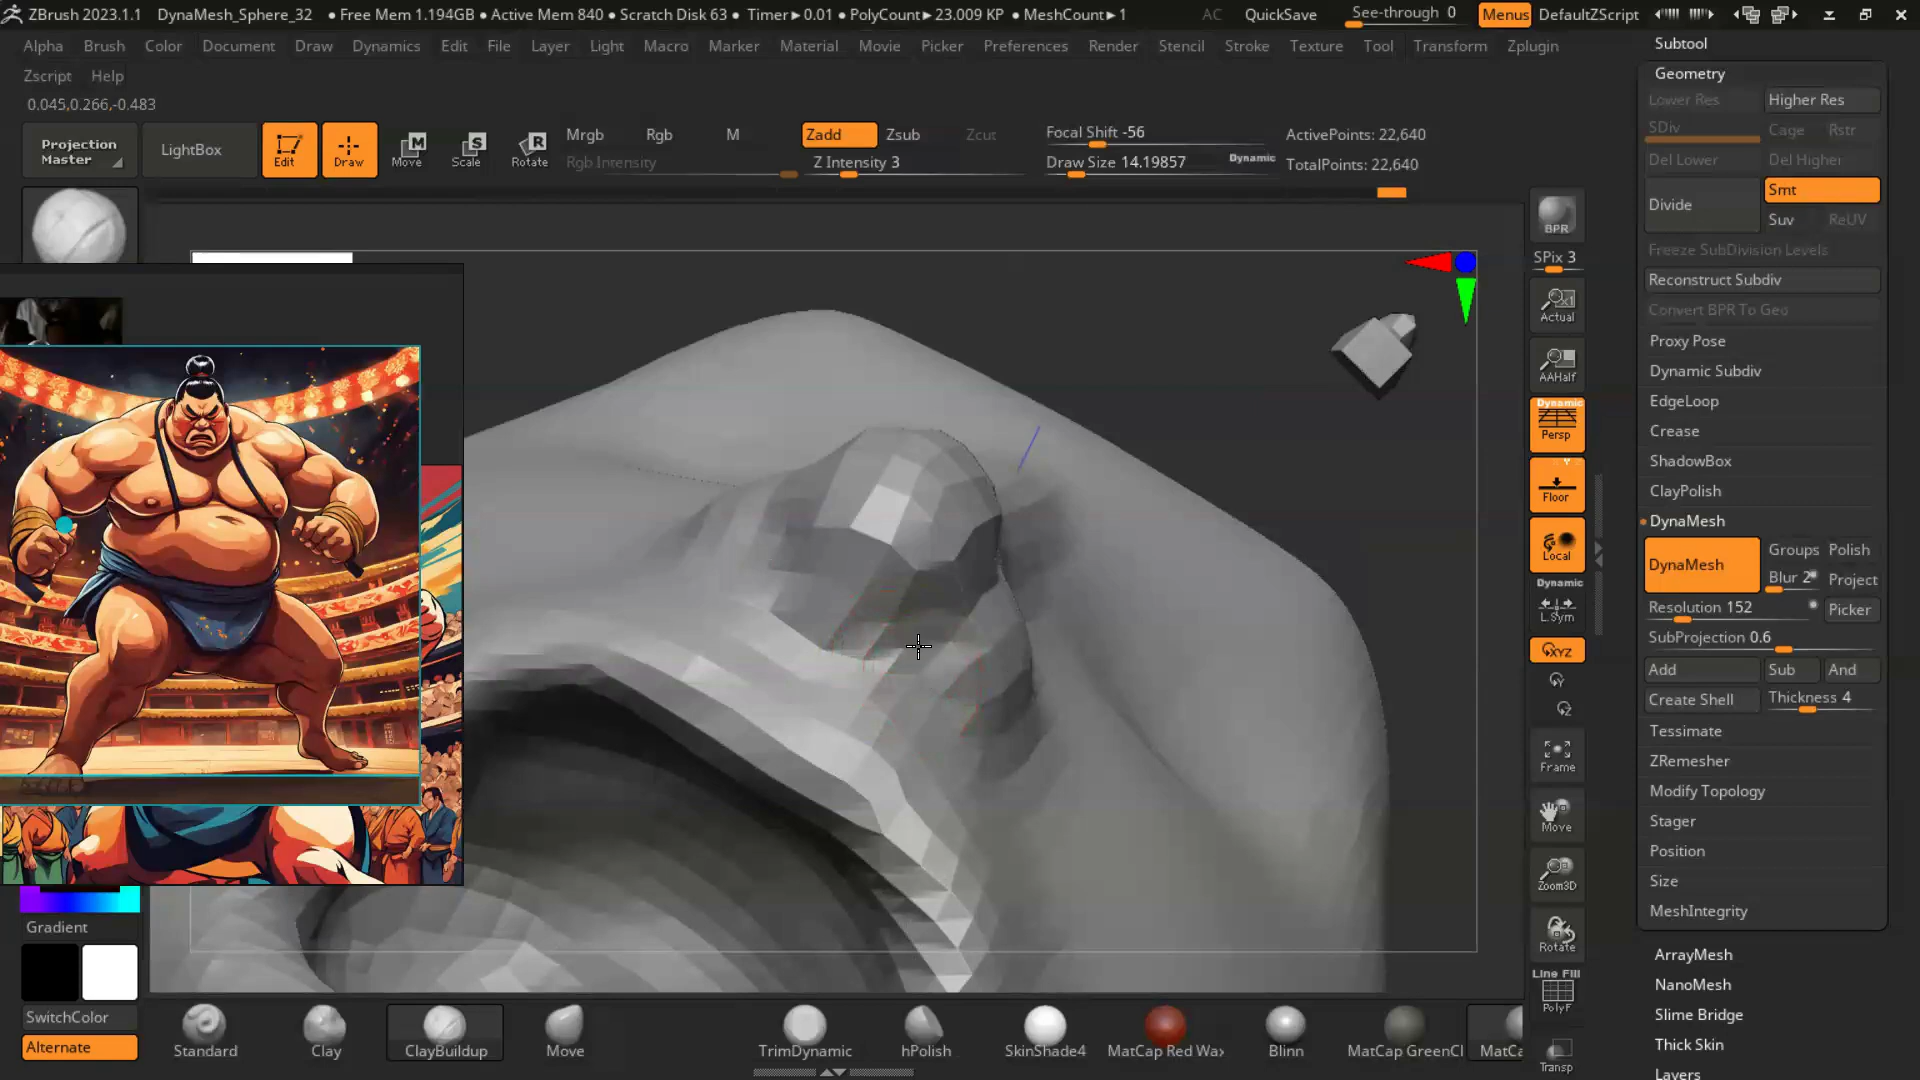 ZBrush 2023.1.1 DynaMesh_Sphere_32 ● Free Mem 1.194GB ● Active Mem 840 ● Scratch Disk 63 ● Timer►0.01 ● PolyCount►23.009 KP ● MeshCount►1 AC QuickSave See-through 0 Menus DefaultZScript
Alpha Brush Color Document Draw Dynamics Edit File Layer Light Macro Marker Material Movie Picker Preferences Render Stencil Stroke Texture Tool Transform Zplugin
Zscript Help
0.045,0.266,-0.483
Projection Master
LightBox
Edit
Draw
Move
Scale
Rotate
Mrgb Rgb M
Rgb Intensity
Zadd Zsub Zcut
Z Intensity 3
Focal Shift -56
Draw Size 14.19857 Dynamic
ActivePoints: 22,640
TotalPoints: 22,640
BPR
SPix 3
Actual
AAHalf
Dynamic
Persp
Floor
Local
Dynamic
L.Sym
XYZ
Frame
Move
Zoom3D
Rotate
Line Fill
PolyF
Transp
Subtool
Geometry
Lower Res Higher Res
SDiv Cage Rstr
Del Lower Del Higher
Divide Smt
Suv ReUV
Freeze SubDivision Levels
Reconstruct Subdiv
Convert BPR To Geo
Proxy Pose
Dynamic Subdiv
EdgeLoop
Crease
ShadowBox
ClayPolish
DynaMesh
DynaMesh Groups Polish
Blur 2 Project
Resolution 152 Picker
SubProjection 0.6
Add Sub And
Create Shell Thickness 4
Tessimate
ZRemesher
Modify Topology
Stager
Position
Size
MeshIntegrity
ArrayMesh
NanoMesh
Slime Bridge
Thick Skin
Layers
Gradient
SwitchColor
Alternate
Standard Clay ClayBuildup Move TrimDynamic hPolish SkinShade4 MatCap Red Wax Blinn MatCap GreenCl MatCa